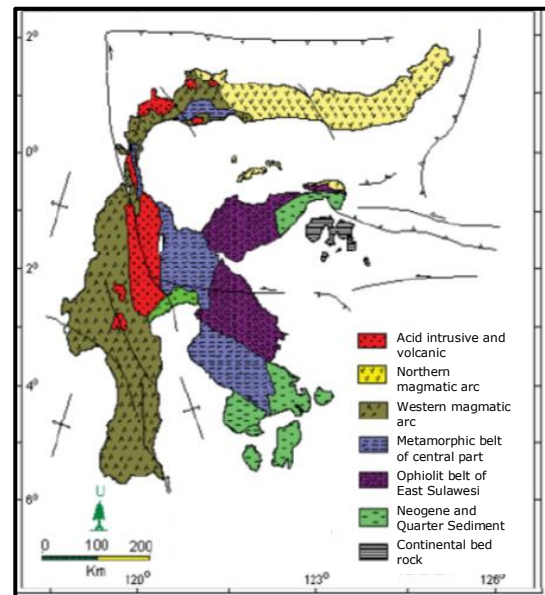 2°
0°
2°
4°
6°
Acid intrusive and
volcanic
Northern
magmatic arc
Western magmatic
arc
Metamorphic belt
of central part
Ophiolit belt of
East Sulawesi
Neogene and
Quarter Sediment
Continental bed
rock
U
0 100 200
Km
120°
123°
126°